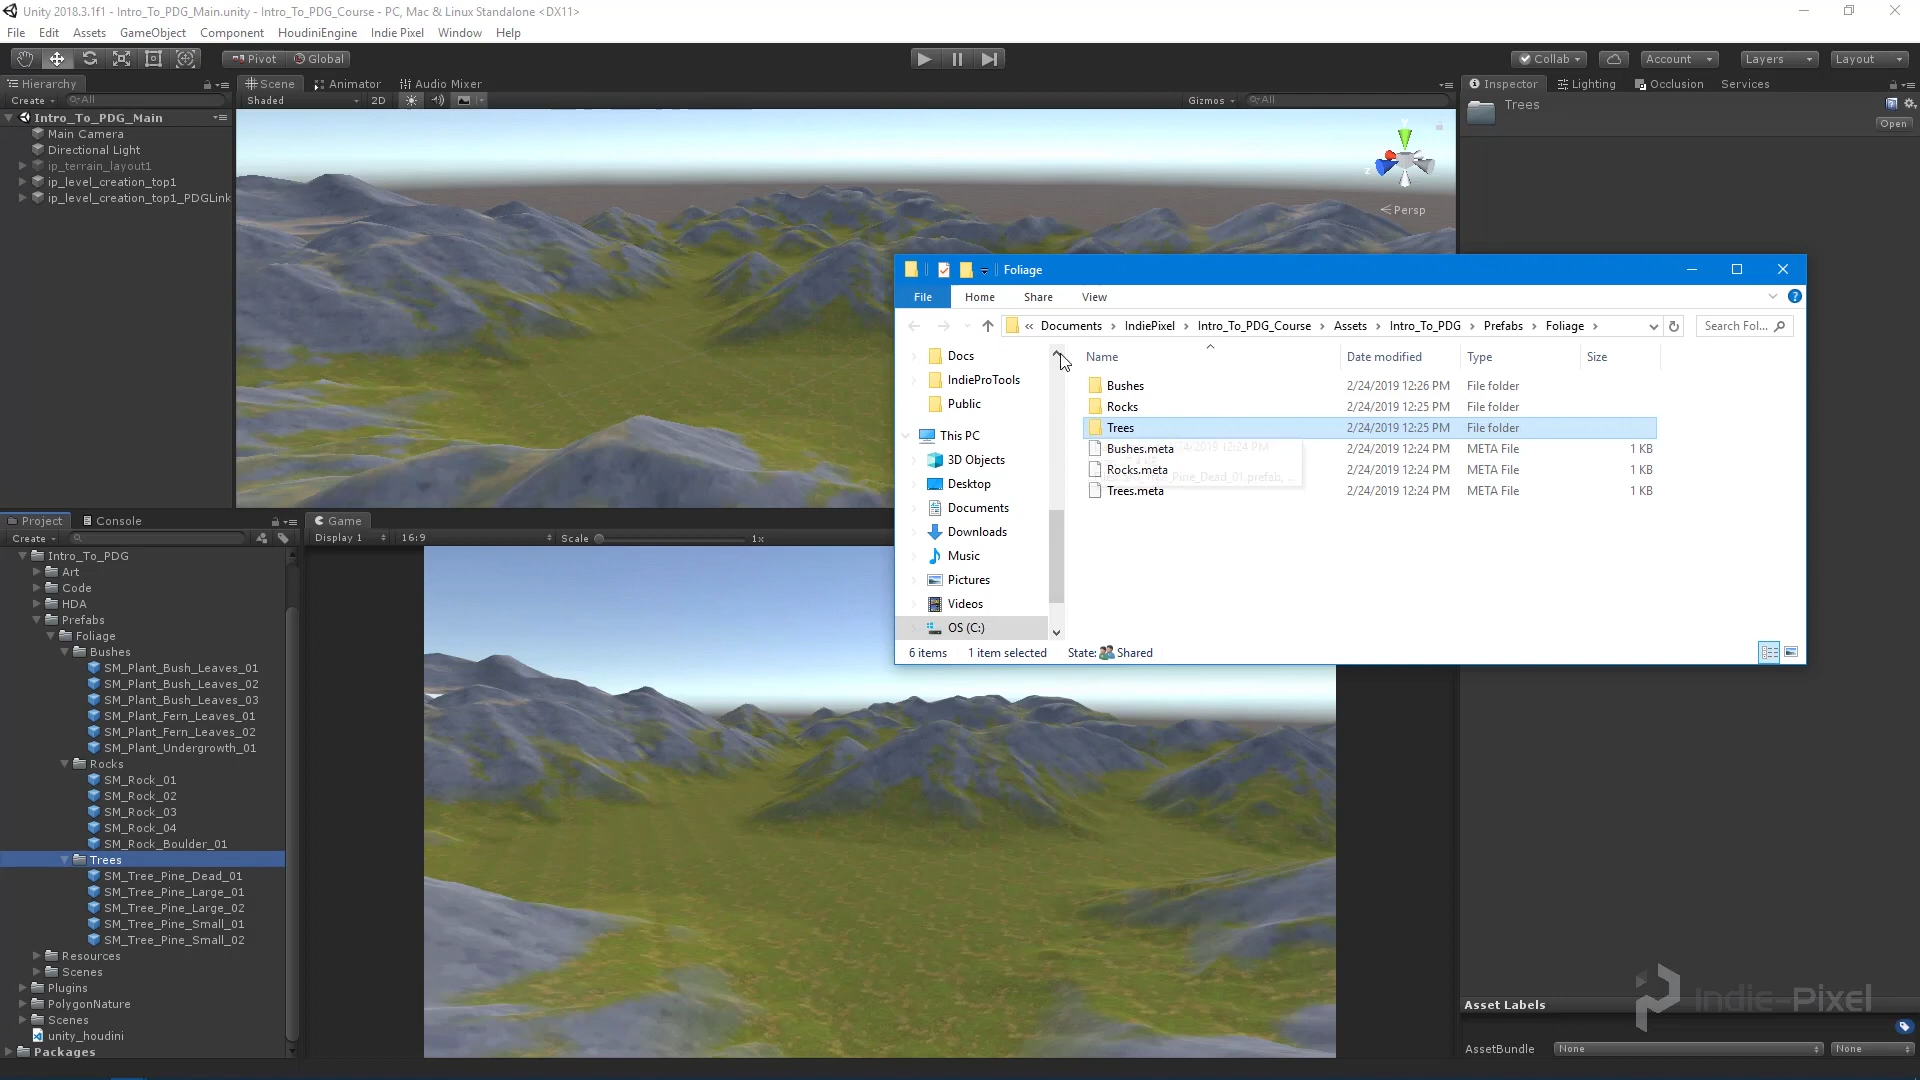 Unity 2018.3.1f1 - Intro_To_PDG_Main.unity - Intro_To_PDG_Course - PC, Mac & Linux Standalone <DX11>
File Edit Assets GameObject Component HoudiniEngine Indie Pixel Window Help
Pivot Global Collab Account Layers Layout
Hierarchy
Create All
Intro_To_PDG_Main
Main Camera
Directional Light
ip_terrain_layout1
ip_level_creation_top1
ip_level_creation_top1_PDGLink
Scene Animator Audio Mixer
Shaded 2D Gizmos All
y
z
Persp
Inspector Lighting Occlusion Services
Trees
Open
Foliage
File Home Share View
« Documents IndiePixel Intro_To_PDG_Course Assets Intro_To_PDG Prefabs Foliage Search Fol...
Docs
IndieProTools
Public
This PC
3D Objects
Desktop
Documents
Downloads
Music
Pictures
Videos
OS (C:)
Name Date modified Type Size
Bushes 2/24/2019 12:26 PM File folder
Rocks 2/24/2019 12:25 PM File folder
Trees 2/24/2019 12:25 PM File folder
Bushes.meta 2/24/2019 12:24 PM META File 1 KB
Rocks.meta 2/24/2019 12:24 PM META File 1 KB
Trees.meta 2/24/2019 12:24 PM META File 1 KB
6 items 1 item selected State: Shared
Project Console
Create
Intro_To_PDG
Art
Code
HDA
Prefabs
Foliage
Bushes
SM_Plant_Bush_Leaves_01
SM_Plant_Bush_Leaves_02
SM_Plant_Bush_Leaves_03
SM_Plant_Fern_Leaves_01
SM_Plant_Fern_Leaves_02
SM_Plant_Undergrowth_01
Rocks
SM_Rock_01
SM_Rock_02
SM_Rock_03
SM_Rock_04
SM_Rock_Boulder_01
Trees
SM_Tree_Pine_Dead_01
SM_Tree_Pine_Large_01
SM_Tree_Pine_Large_02
SM_Tree_Pine_Small_01
SM_Tree_Pine_Small_02
Resources
Scenes
Plugins
PolygonNature
Scenes
unity_houdini
Packages
Game
Display 1 16:9 Scale 1x
Indie-Pixel
Asset Labels
AssetBundle None None